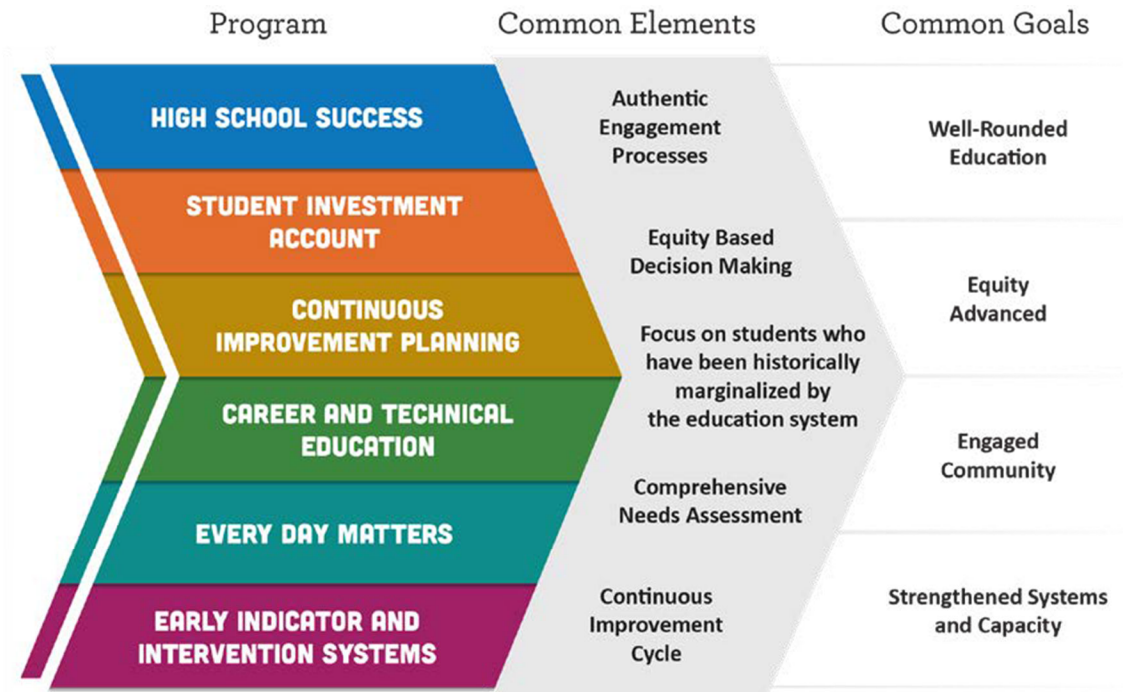 Program
Common Elements
Common Goals
HIGH SCHOOL SUCCESS
STUDENT INVESTMENT
ACCOUNT
CONTINUOUS
IMPROVEMENT PLANNING
CAREER AND TECHNICAL
EDUCATION
EVERY DAY MATTERS
EARLY INDICATOR AND
INTERVENTION SYSTEMS
Authentic
Engagement
Processes
Equity Based
Decision Making
Focus on students who
have been historically
marginalized by
the education system
Comprehensive
Needs Assessment
Continuous
Improvement
Cycle
Well-Rounded
Education
Equity
Advanced
Engaged
Community
Strengthened Systems
and Capacity